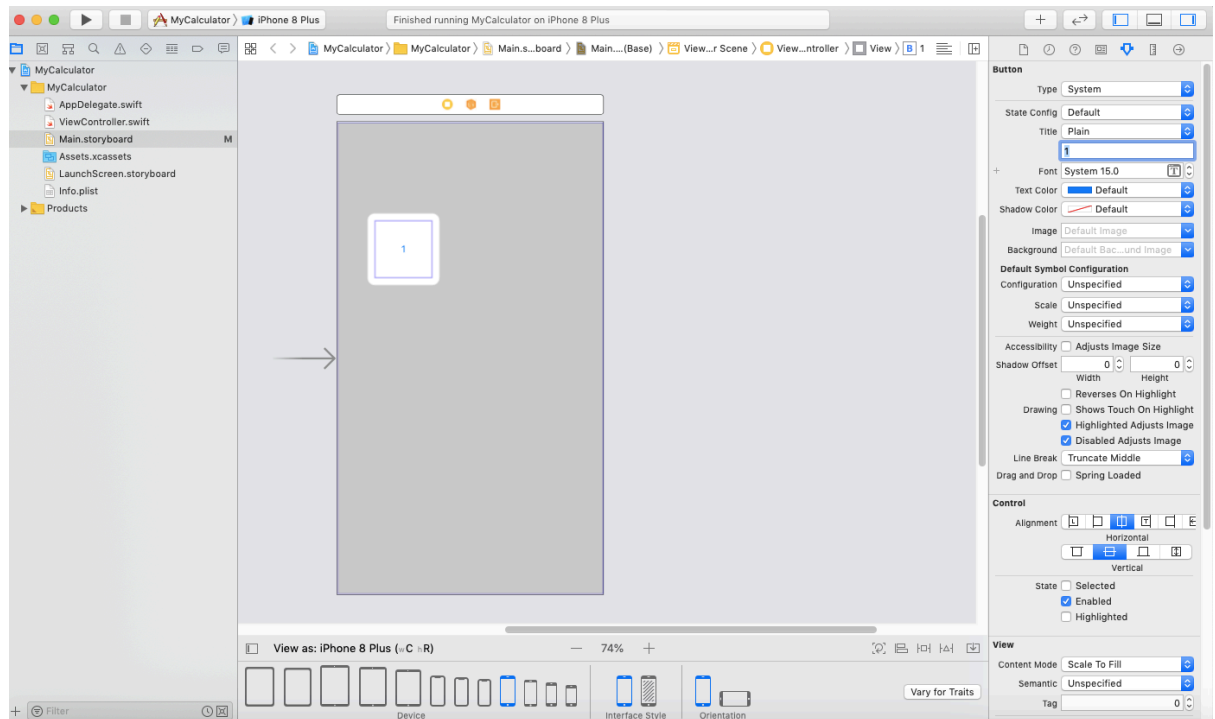 MyCalculator 〉 iPhone 8 Plus
Finished running MyCalculator on iPhone 8 Plus
MyCalculator 〉 MyCalculator 〉 Main.s...board 〉 Main....(Base) 〉 View...r Scene 〉 View...ntroller 〉 View 〉 B 1
MyCalculator
MyCalculator
AppDelegate.swift
ViewController.swift
Main.storyboard M
Assets.xcassets
LaunchScreen.storyboard
Info.plist
Products
Filter
1
View as: iPhone 8 Plus (wC hR)
— 74% +
Device
Interface Style
Orientation
Vary for Traits
Button
Type System
State Config Default
Title Plain
1
+ Font System 15.0 T
Text Color Default
Shadow Color Default
Image Default Image
Background Default Bac...und Image
Default Symbol Configuration
Configuration Unspecified
Scale Unspecified
Weight Unspecified
Accessibility Adjusts Image Size
Shadow Offset 0 0
Width Height
Reverses On Highlight
Drawing Shows Touch On Highlight
Highlighted Adjusts Image
Disabled Adjusts Image
Line Break Truncate Middle
Drag and Drop Spring Loaded
Control
Alignment
Horizontal
Vertical
State Selected
Enabled
Highlighted
View
Content Mode Scale To Fill
Semantic Unspecified
Tag 0